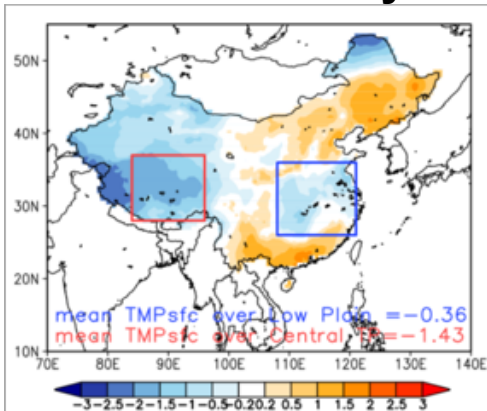 50N
40N
30N
20N
10N
mean TMPsfc over Low Plain =-0.36
mean TMPsfc over Central =-1.43
70E 80E 90E 100E 110E 120E 130E 140E
-3 -2.5 -2 -1.5 -1 -0.5 -0.2 0.2 0.5 1 1.5 2 2.5 3